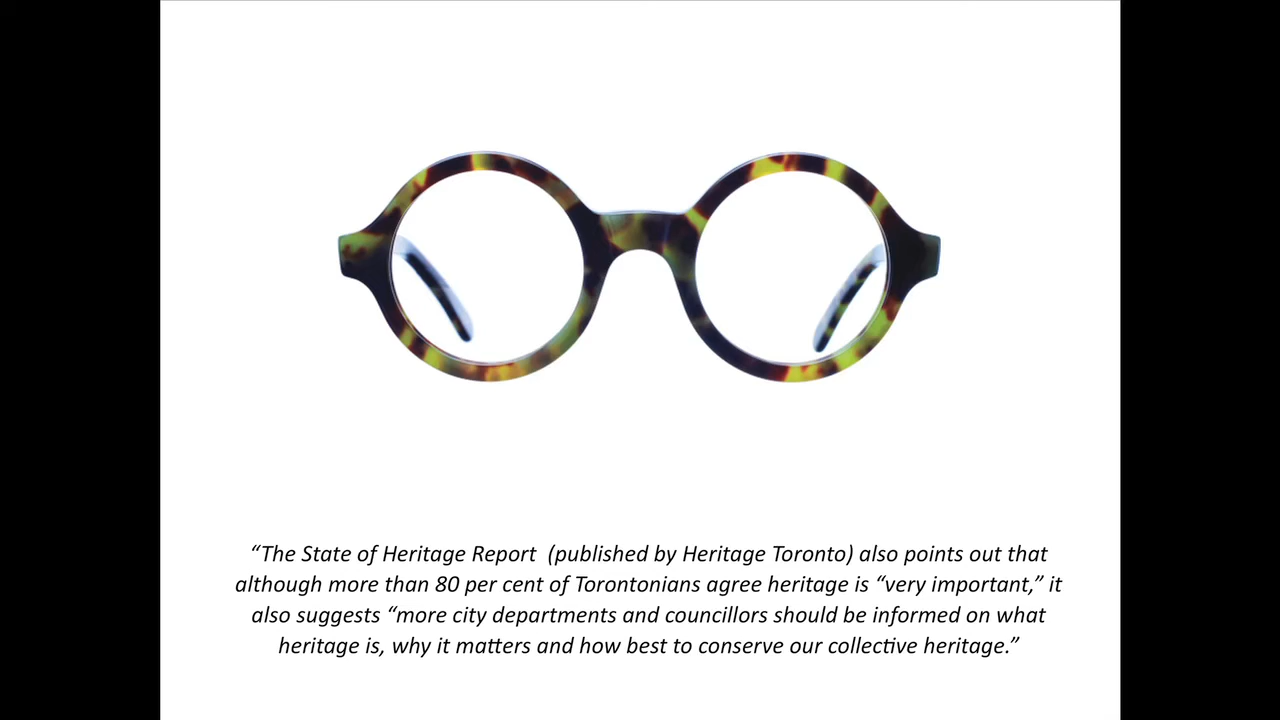 “The State of Heritage Report  (published by Heritage Toronto) also points out that
although more than 80 per cent of Torontonians agree heritage is “very important,” it
also suggests “more city departments and councillors should be informed on what
heritage is, why it matters and how best to conserve our collective heritage.”